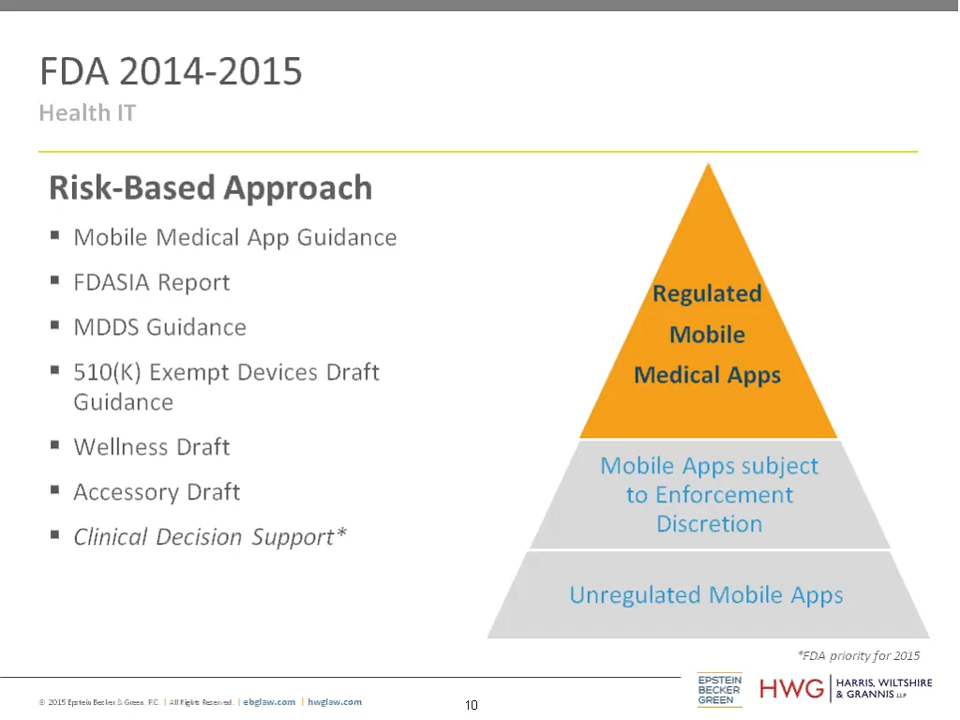 FDA 2014-2015
Health IT
Risk-Based Approach
▪ Mobile Medical App Guidance
▪ FDASIA Report
▪ MDDS Guidance
▪ 510(K) Exempt Devices Draft
Guidance
▪ Wellness Draft
▪ Accessory Draft
▪ Clinical Decision Support*
Regulated
Mobile
Medical Apps
Mobile Apps subject
to Enforcement
Discretion
Unregulated Mobile Apps
*FDA priority for 2015
© 2015 Epstein Becker & Green, P.C. | All Rights Reserved. | ebglaw.com | hwglaw.com
10
EPSTEIN
BECKER
GREEN
HWG
HARRIS, WILTSHIRE
& GRANNIS LLP